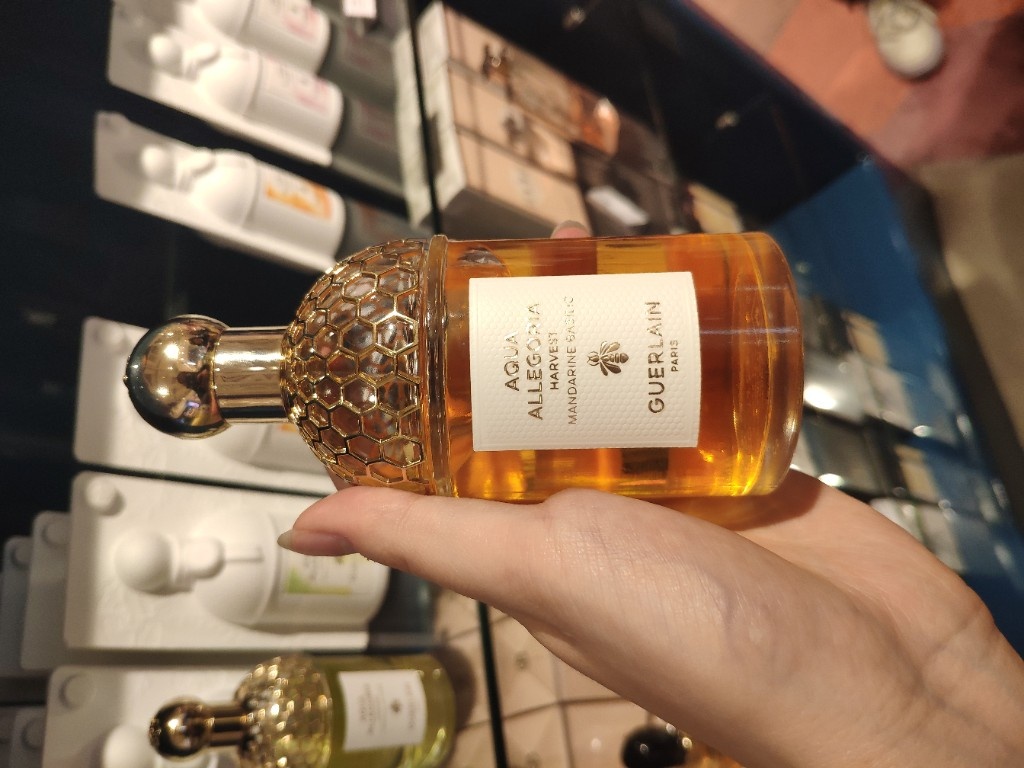 AQUA
ALLEGORIA
HARVEST
MANDARINE BASILIC
GUERLAIN
PARIS